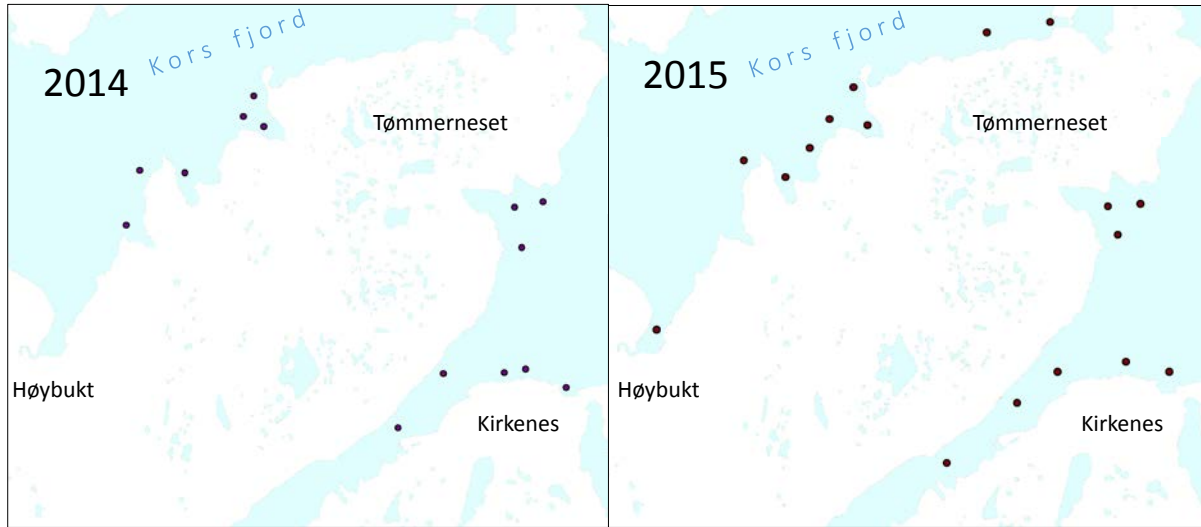 Kors fjord
2014
Tømmerneset
Høybukt
Kirkenes
Kors fjord
2015
Tømmerneset
Høybukt
Kirkenes